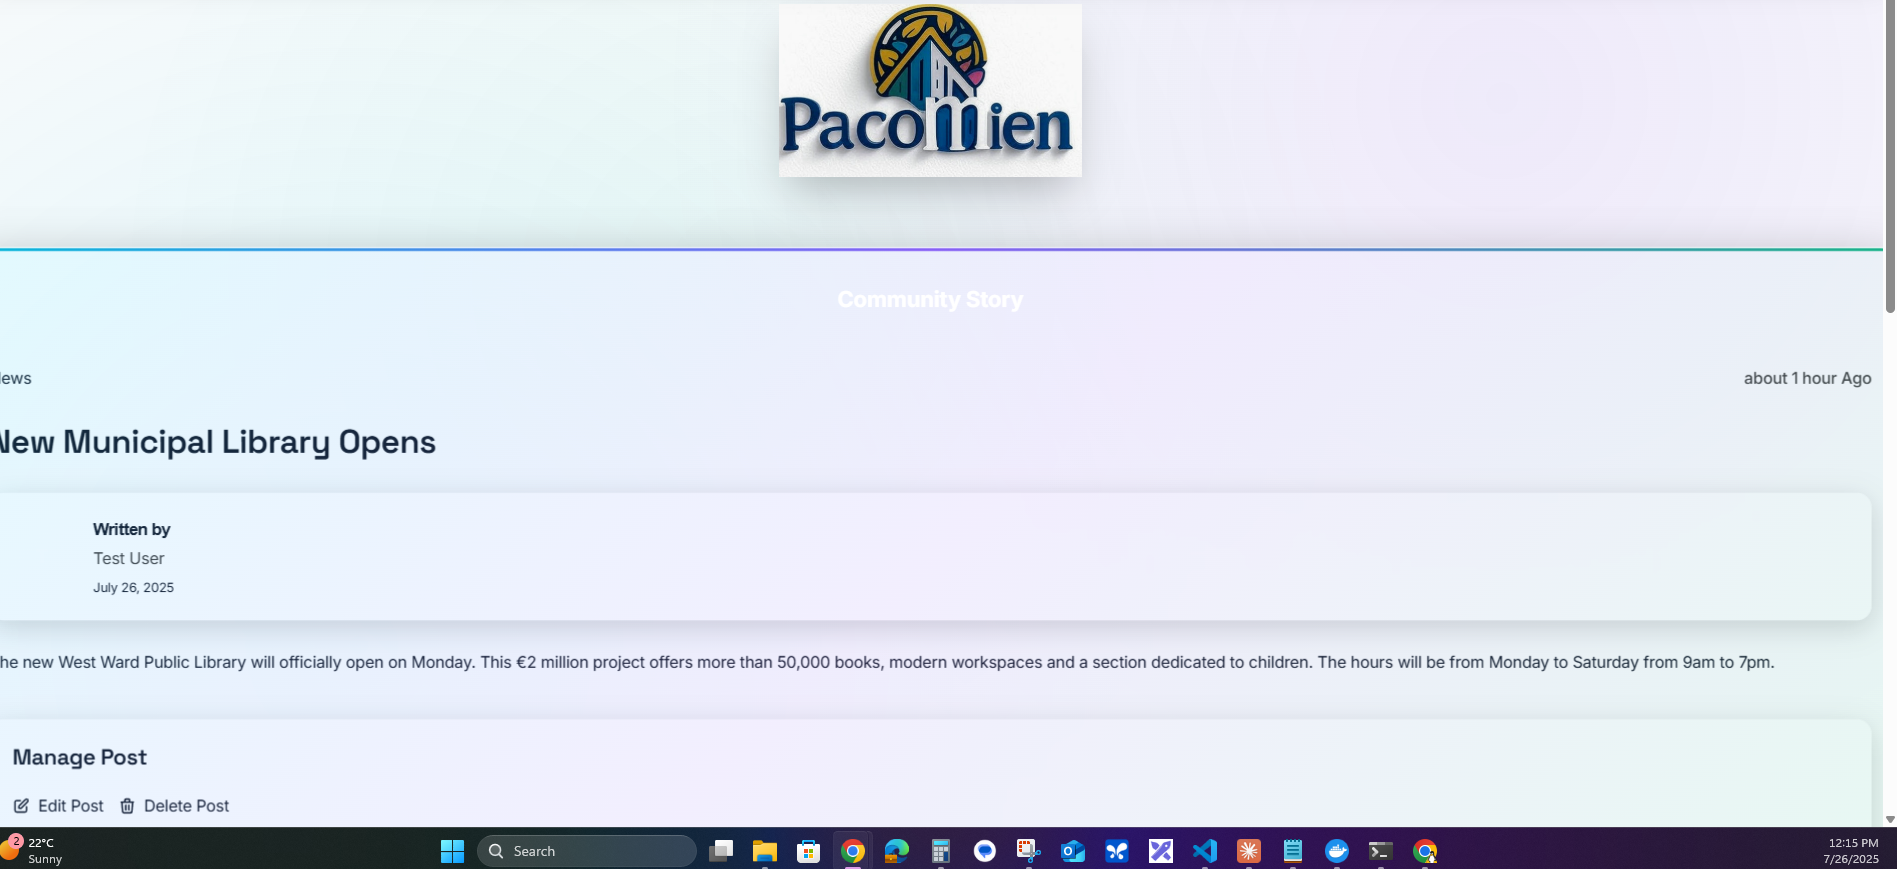 Pacomien
Community Story
ews
about 1 hour Ago
New Municipal Library Opens
Written by
Test User
July 26, 2025
he new West Ward Public Library will officially open on Monday. This €2 million project offers more than 50,000 books, modern workspaces and a section dedicated to children. The hours will be from Monday to Saturday from 9am to 7pm.
Manage Post
Edit Post
Delete Post
2
22°C
Sunny
Search
12:15 PM
7/26/2025